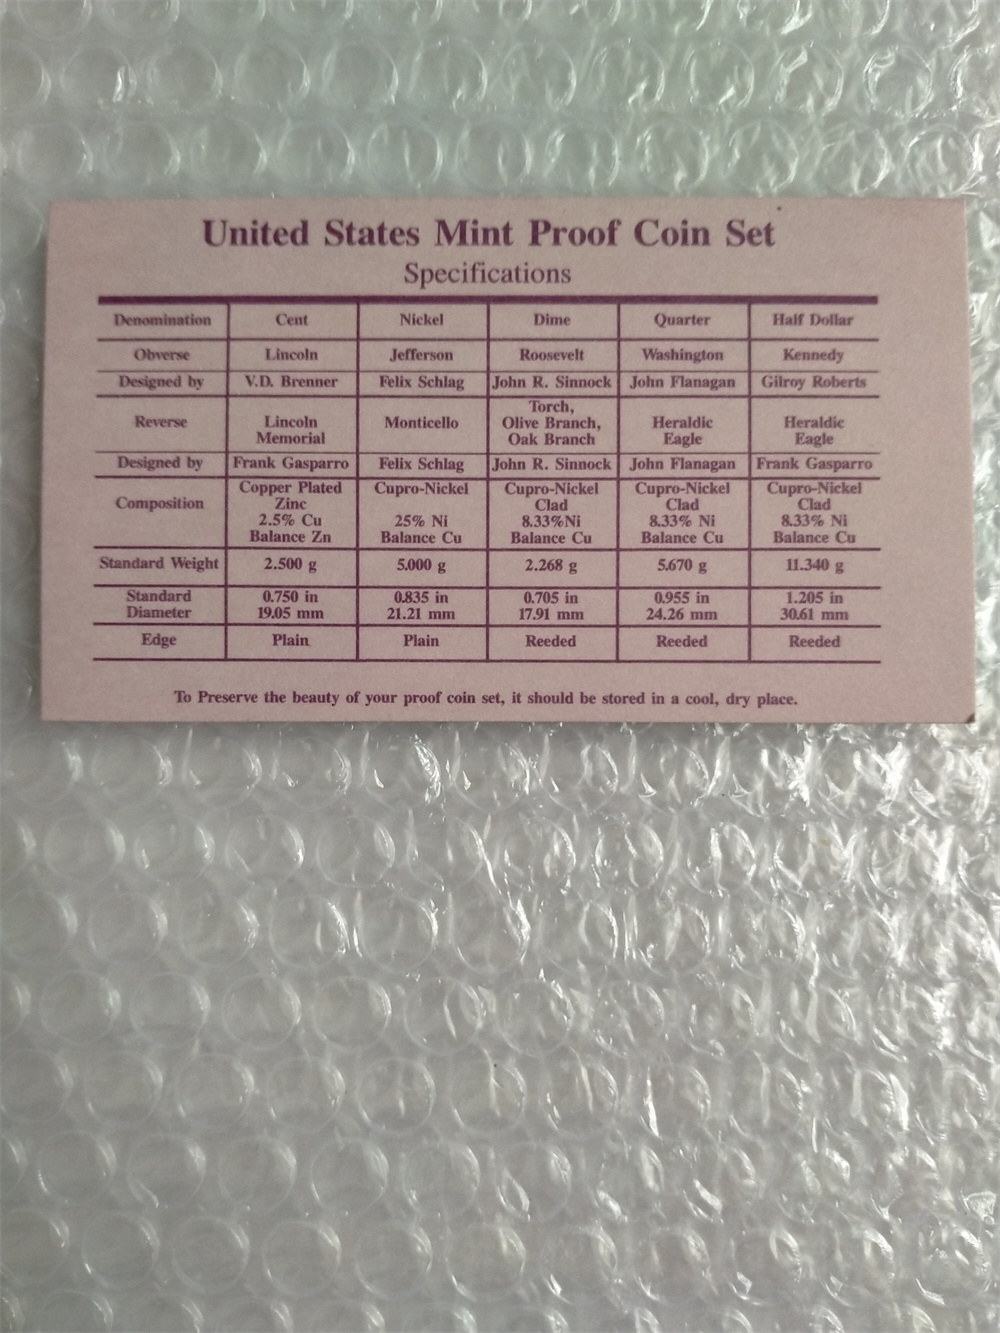 United States Mint Proof Coin Set
Specifications
Denomination Cent Nickel Dime Quarter Half Dollar
Obverse Lincoln Jefferson Roosevelt Washington Kennedy
Designed by V.D. Brenner Felix Schlag John R. Sinnock John Flanagan Gilroy Roberts
Reverse Lincoln Memorial Monticello Torch, Olive Branch, Oak Branch Heraldic Eagle Heraldic Eagle
Designed by Frank Gasparro Felix Schlag John R. Sinnock John Flanagan Frank Gasparro
Composition Copper Plated Zinc 2.5% Cu Balance Zn Cupro-Nickel 25% Ni Balance Cu Cupro-Nickel Clad 8.33%Ni Balance Cu Cupro-Nickel Clad 8.33% Ni Balance Cu Cupro-Nickel Clad 8.33% Ni Balance Cu
Standard Weight 2.500 g 5.000 g 2.268 g 5.670 g 11.340 g
Standard Diameter 0.750 in 19.05 mm 0.835 in 21.21 mm 0.705 in 17.91 mm 0.955 in 24.26 mm 1.205 in 30.61 mm
Edge Plain Plain Reeded Reeded Reeded
To Preserve the beauty of your proof coin set, it should be stored in a cool, dry place.